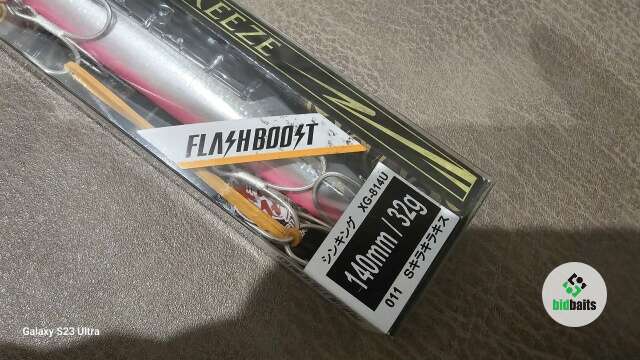 REEZE
FLASHBOOST
シンキング XG-814U
140mm / 32g
011 Sキラキラキス
Galaxy S23 Ultra
bidbaits